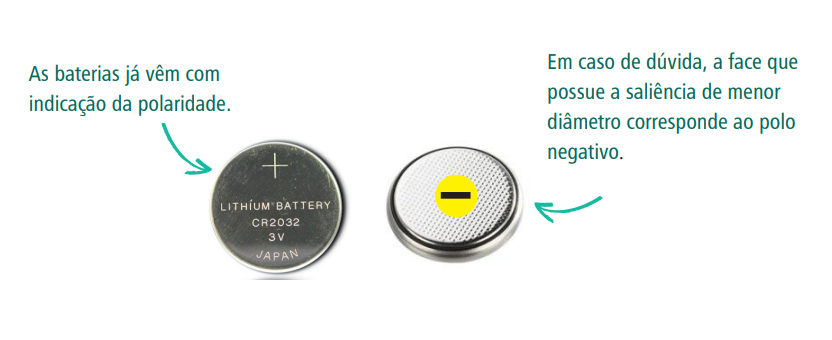 As baterias já vêm com
indicação da polaridade.
Em caso de dúvida, a face que
possue a saliência de menor
diâmetro corresponde ao polo
negativo.
+
LITHIUM BATTERY
CR2032
3V
JAPAN
−